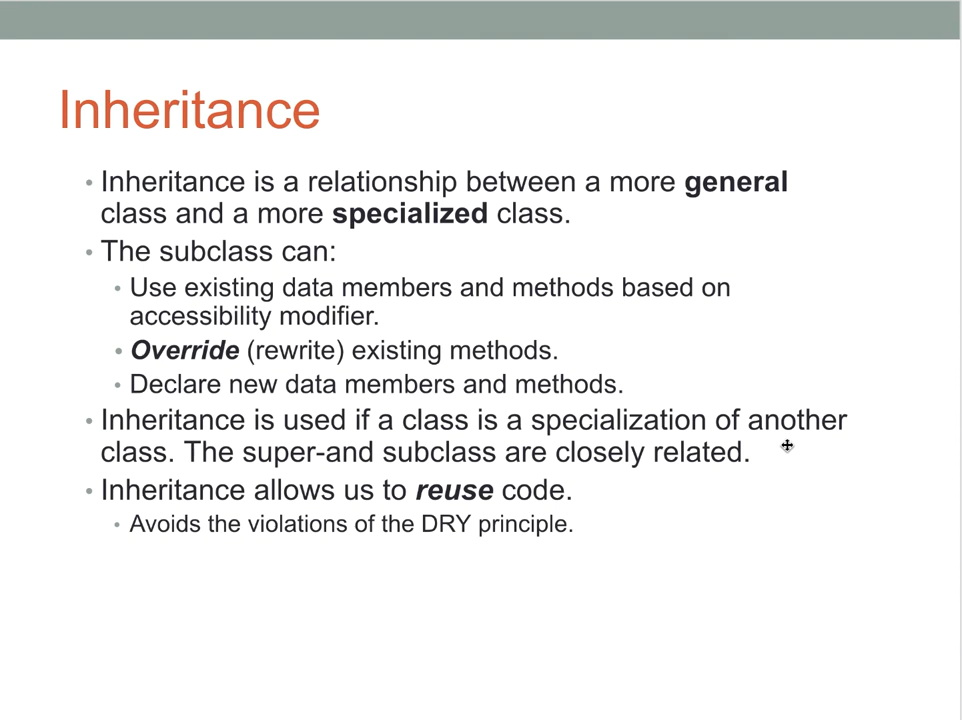 Inheritance
• Inheritance is a relationship between a more general
class and a more specialized class.
• The subclass can:
• Use existing data members and methods based on
accessibility modifier.
• Override (rewrite) existing methods.
• Declare new data members and methods.
• Inheritance is used if a class is a specialization of another
class. The super-and subclass are closely related.
• Inheritance allows us to reuse code.
• Avoids the violations of the DRY principle.